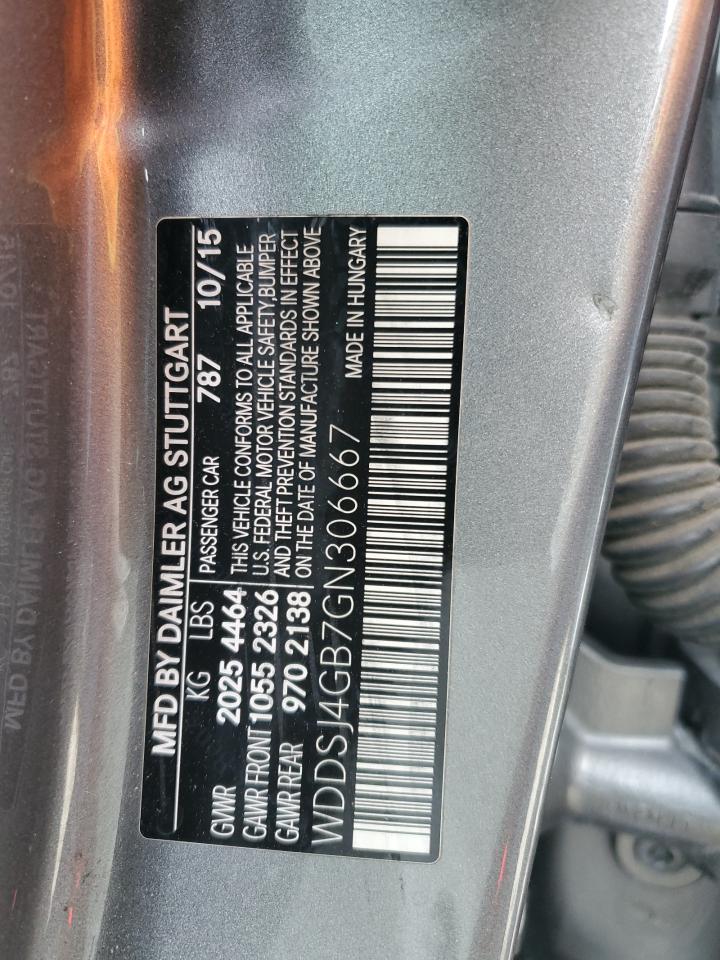 MFD BY DAIMLER AG STUTTGART
KG LBS PASSENGER CAR 787 10/15
GVWR 2025 4464 THIS VEHICLE CONFORMS TO ALL APPLICABLE
GAWR FRONT 1055 2326 U.S. FEDERAL MOTOR VEHICLE SAFETY,BUMPER
GAWR REAR 970 2138 AND THEFT PREVENTION STANDARDS IN EFFECT
ON THE DATE OF MANUFACTURE SHOWN ABOVE
WDDSJ4GB7GN306667 MADE IN HUNGARY